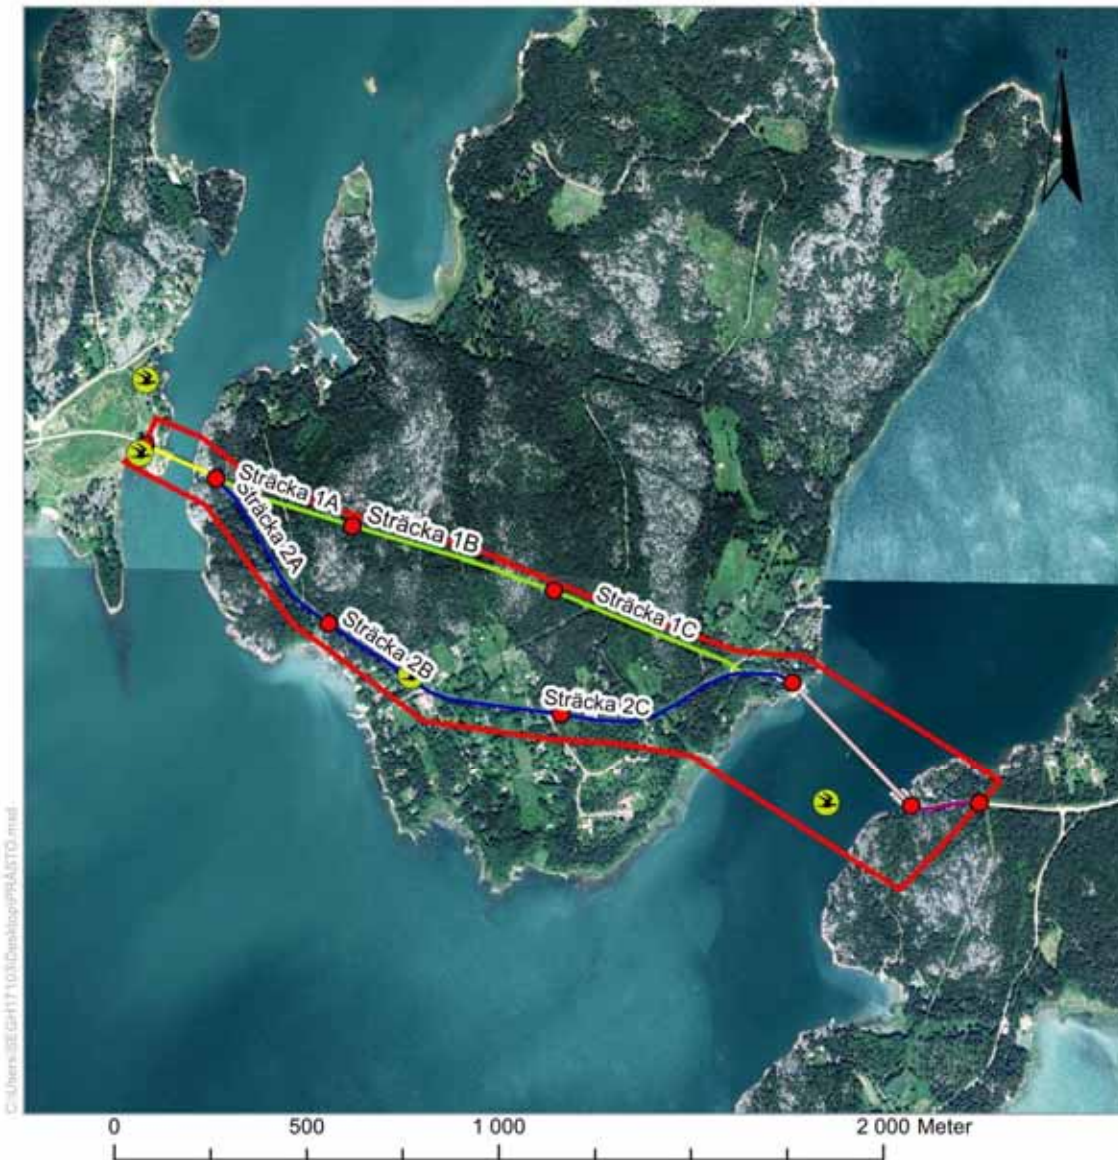 N
Sträcka 1A
Sträcka 1B
Sträcka 2A
Sträcka 1C
Sträcka 2B
Sträcka 2C
0 500 1 000 2 000 Meter